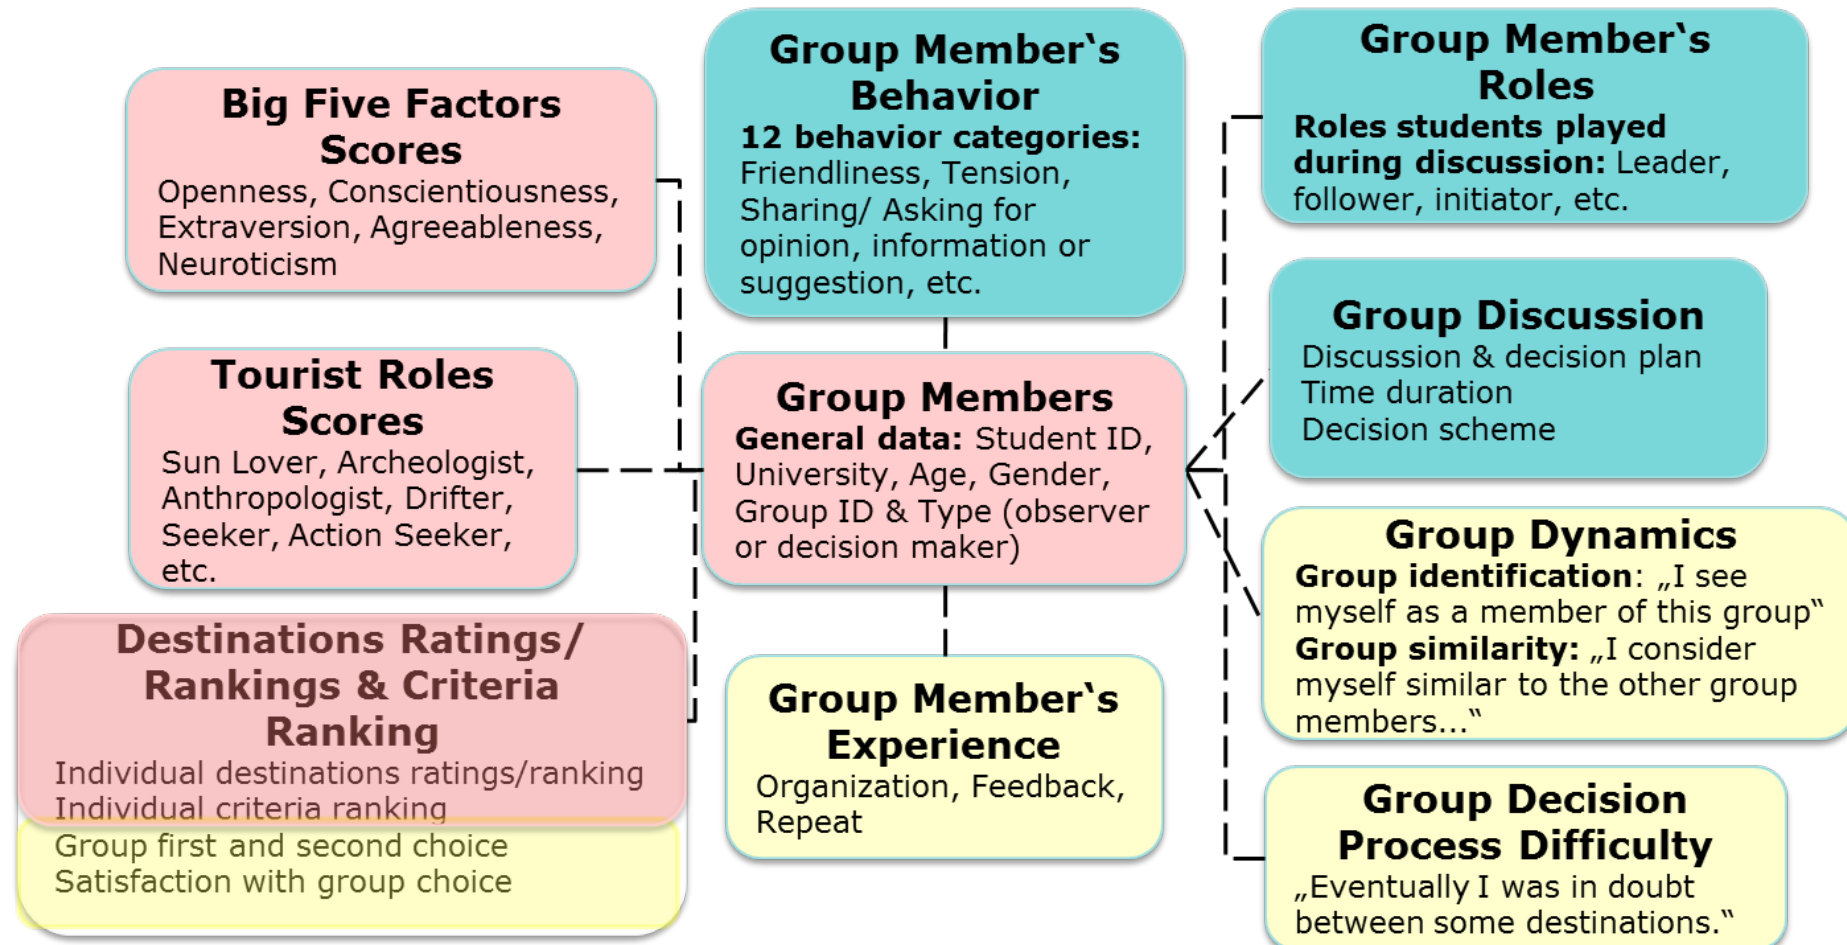 Big Five Factors
Scores
Openness, Conscientiousness,
Extraversion, Agreeableness,
Neuroticism
Group Member‘s
Behavior
12 behavior categories:
Friendliness, Tension,
Sharing/ Asking for
opinion, information or
suggestion, etc.
Group Member‘s
Roles
Roles students played
during discussion: Leader,
follower, initiator, etc.
Tourist Roles
Scores
Sun Lover, Archeologist,
Anthropologist, Drifter,
Seeker, Action Seeker,
etc.
Group Members
General data: Student ID,
University, Age, Gender,
Group ID & Type (observer
or decision maker)
Group Discussion
Discussion & decision plan
Time duration
Decision scheme
Group Dynamics
Group identification: „I see
myself as a member of this group“
Group similarity: „I consider
myself similar to the other group
members...“
Destinations Ratings/
Rankings & Criteria
Ranking
Individual destinations ratings/ranking
Individual criteria ranking
Group first and second choice
Satisfaction with group choice
Group Member‘s
Experience
Organization, Feedback,
Repeat
Group Decision
Process Difficulty
„Eventually I was in doubt
between some destinations.“